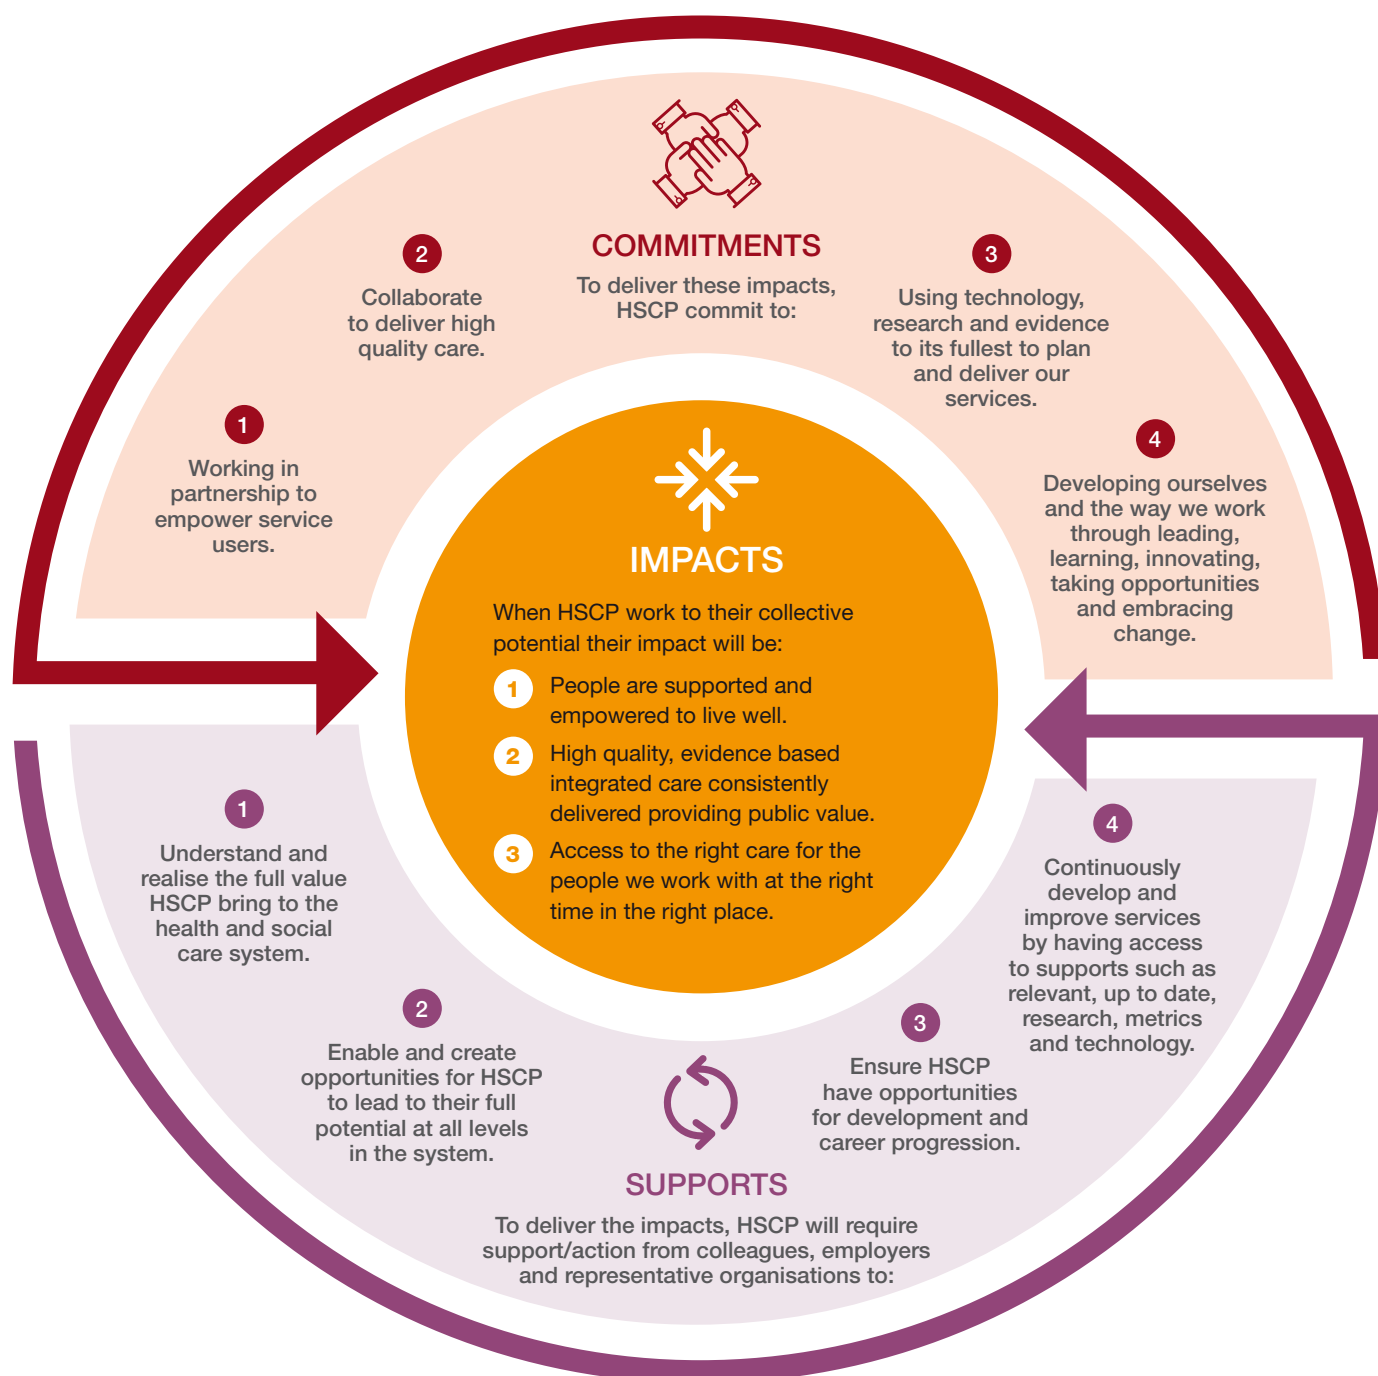 COMMITMENTS
To deliver these impacts,
HSCP commit to:
1
Working in
partnership to
empower service
users.
2
Collaborate
to deliver high
quality care.
3
Using technology,
research and evidence
to its fullest to plan
and deliver our
services.
4
Developing ourselves
and the way we work
through leading,
learning, innovating,
taking opportunities
and embracing
change.
IMPACTS
When HSCP work to their collective
potential their impact will be:
1 People are supported and
empowered to live well.
2 High quality, evidence based
integrated care consistently
delivered providing public value.
3 Access to the right care for the
people we work with at the right
time in the right place.
1
Understand and
realise the full value
HSCP bring to the
health and social
care system.
2
Enable and create
opportunities for HSCP
to lead to their full
potential at all levels
in the system.
3
Ensure HSCP
have opportunities
for development and
career progression.
4
Continuously
develop and
improve services
by having access
to supports such as
relevant, up to date,
research, metrics
and technology.
SUPPORTS
To deliver the impacts, HSCP will require
support/action from colleagues, employers
and representative organisations to: